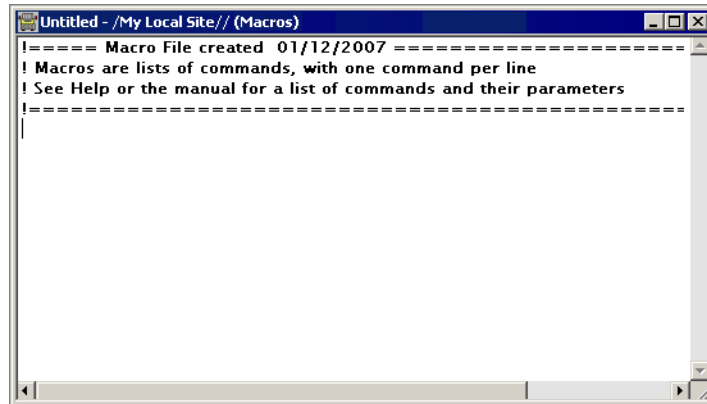 Untitled - /My Local Site// (Macros)
!===== Macro File created  01/12/2007 =====================
! Macros are lists of commands, with one command per line
! See Help or the manual for a list of commands and their parameters
!===============================================